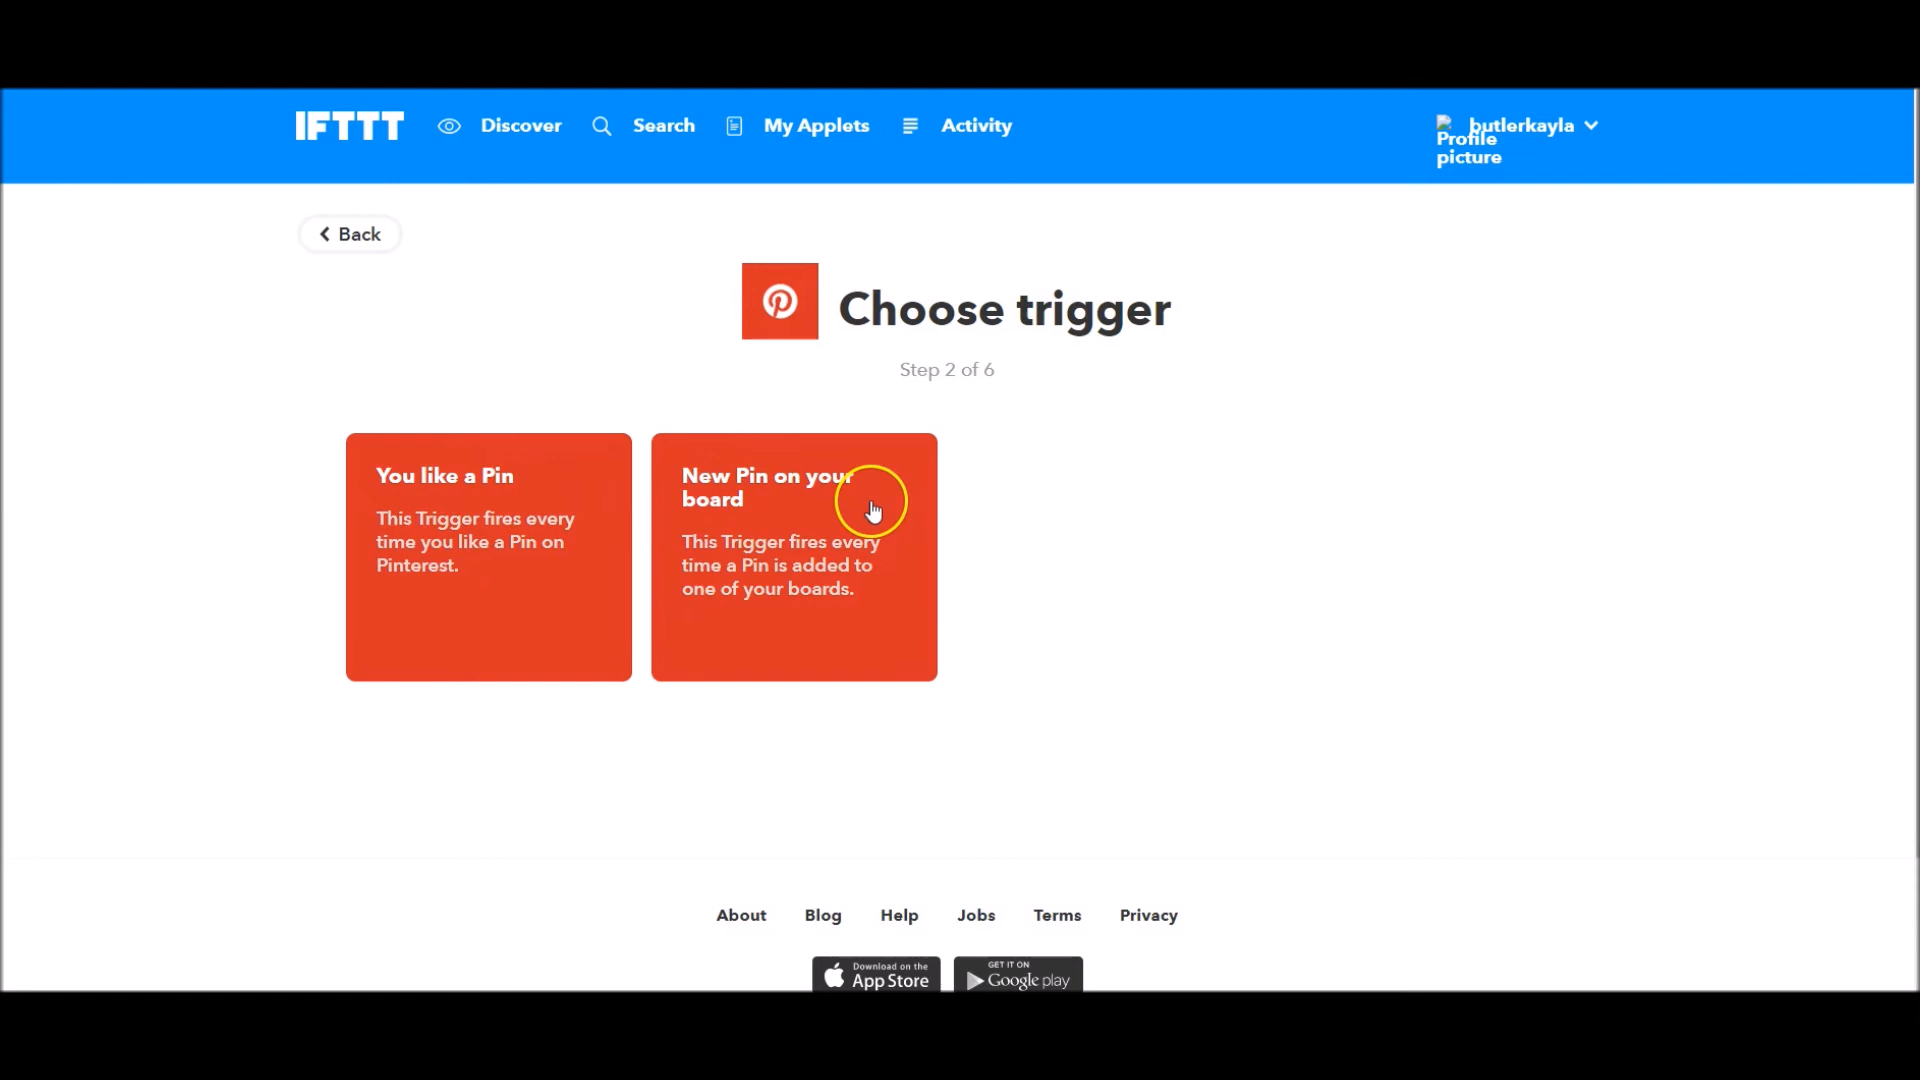 IFTTT Discover Search My Applets Activity butlerkayla
Profile
picture
Back
Choose trigger
Step 2 of 6
You like a Pin
This Trigger fires every
time you like a Pin on
Pinterest.
New Pin on your
board
This Trigger fires every
time a Pin is added to
one of your boards.
About Blog Help Jobs Terms Privacy
Download on the
App Store
GET IT ON
Google play